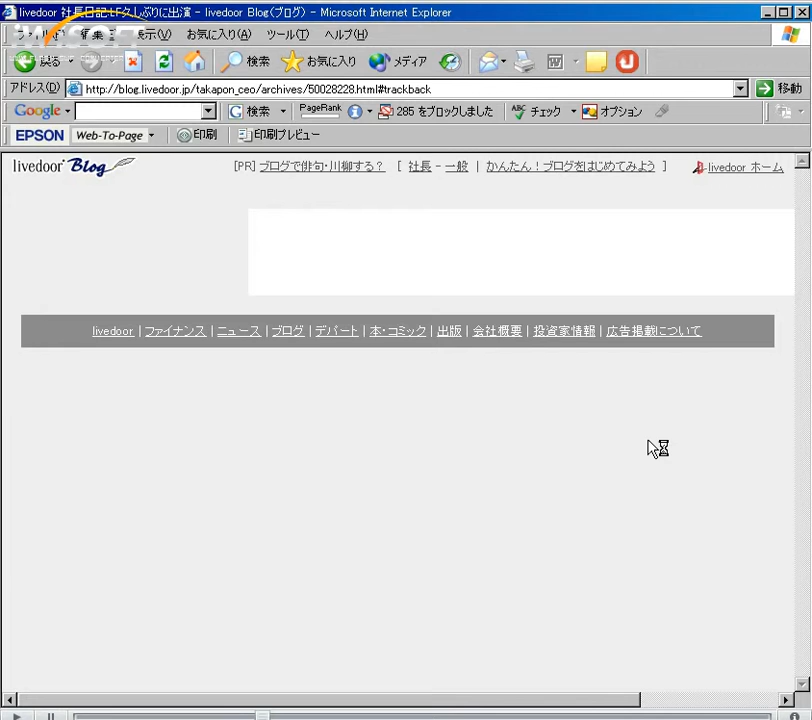 livedoor 社長日記:LF久しぶりに出演 - livedoor Blog(ブログ) - Microsoft Internet Explorer
表示(V) お気に入り(A) ツール(T) ヘルプ(H)
戻る 検索 お気に入り メディア
アドレス(D) http://blog.livedoor.jp/takapon_ceo/archives/50028228.html#trackback 移動
Google 検索 PageRank 285 をブロックしました チェック オプション
EPSON Web-To-Page 印刷 印刷プレビュー
livedoor Blog [PR] ブログで俳句・川柳する? [ 社長 - 一般 | かんたん!ブログをはじめてみよう ] livedoor ホーム
livedoor | ファイナンス | ニュース | ブログ | デパート | 本・コミック | 出版 | 会社概要 | 投資家情報 | 広告掲載について